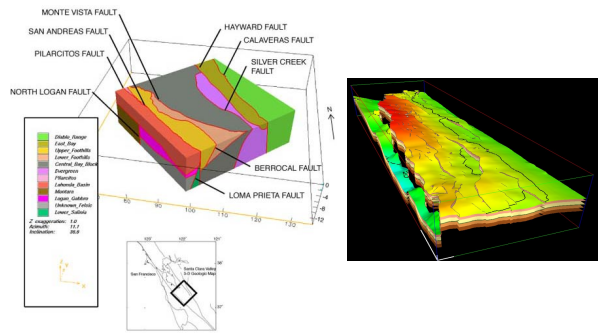 MONTE VISTA FAULT
SAN ANDREAS FAULT
PILARCITOS FAULT
NORTH LOGAN FAULT
HAYWARD FAULT
CALAVERAS FAULT
SILVER CREEK
FAULT
BERROCAL FAULT
LOMA PRIETA FAULT
N
0
-4
-8
-12
80
90
100
110
120
130
Diablo_Range
East_Bay
Upper_Foothills
Lower_Foothills
Central_Bay_Block
Evergreen
Pilarcitos
Lahonda_Basin
Montara
Logan_Gabbro
Unknown_Felsic
Lower_Salinia
Z exaggeration: 1.0
Azimuth: 11.1
Inclination: 36.6
San Francisco
Santa Clara Valley
3-D Geologic Map